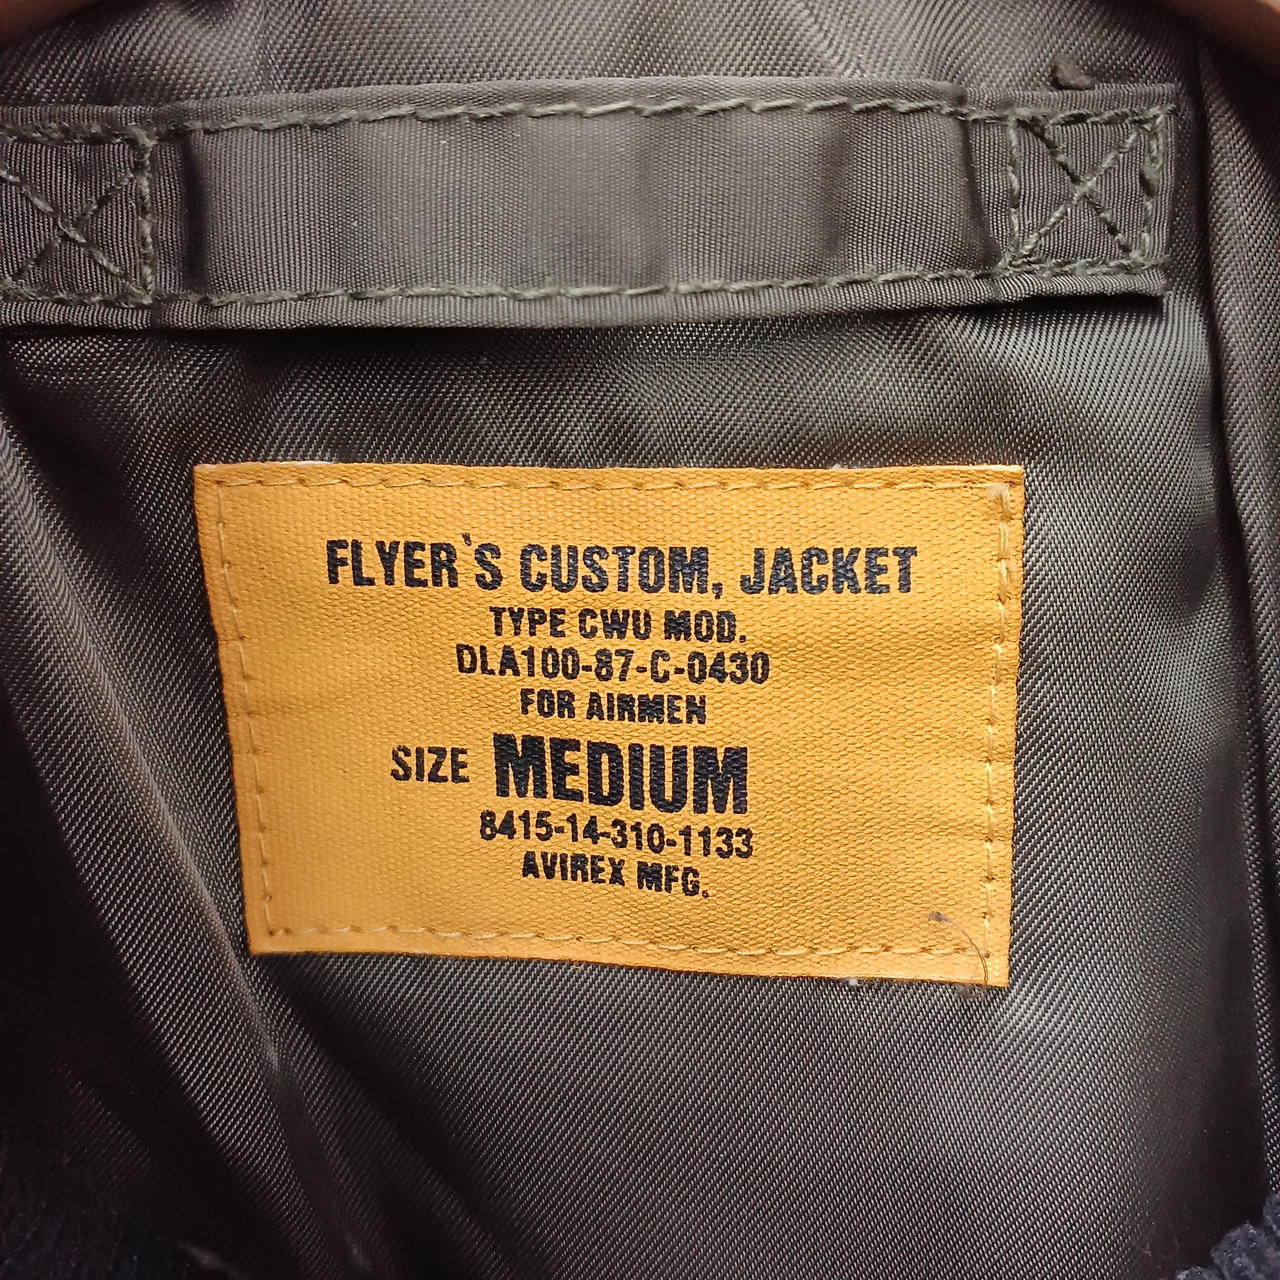 FLYER'S CUSTOM, JACKET
TYPE CWU MOD.
DLA100-87-C-0430
FOR AIRMEN
SIZE MEDIUM
8415-14-310-1133
AVIREX MFG.